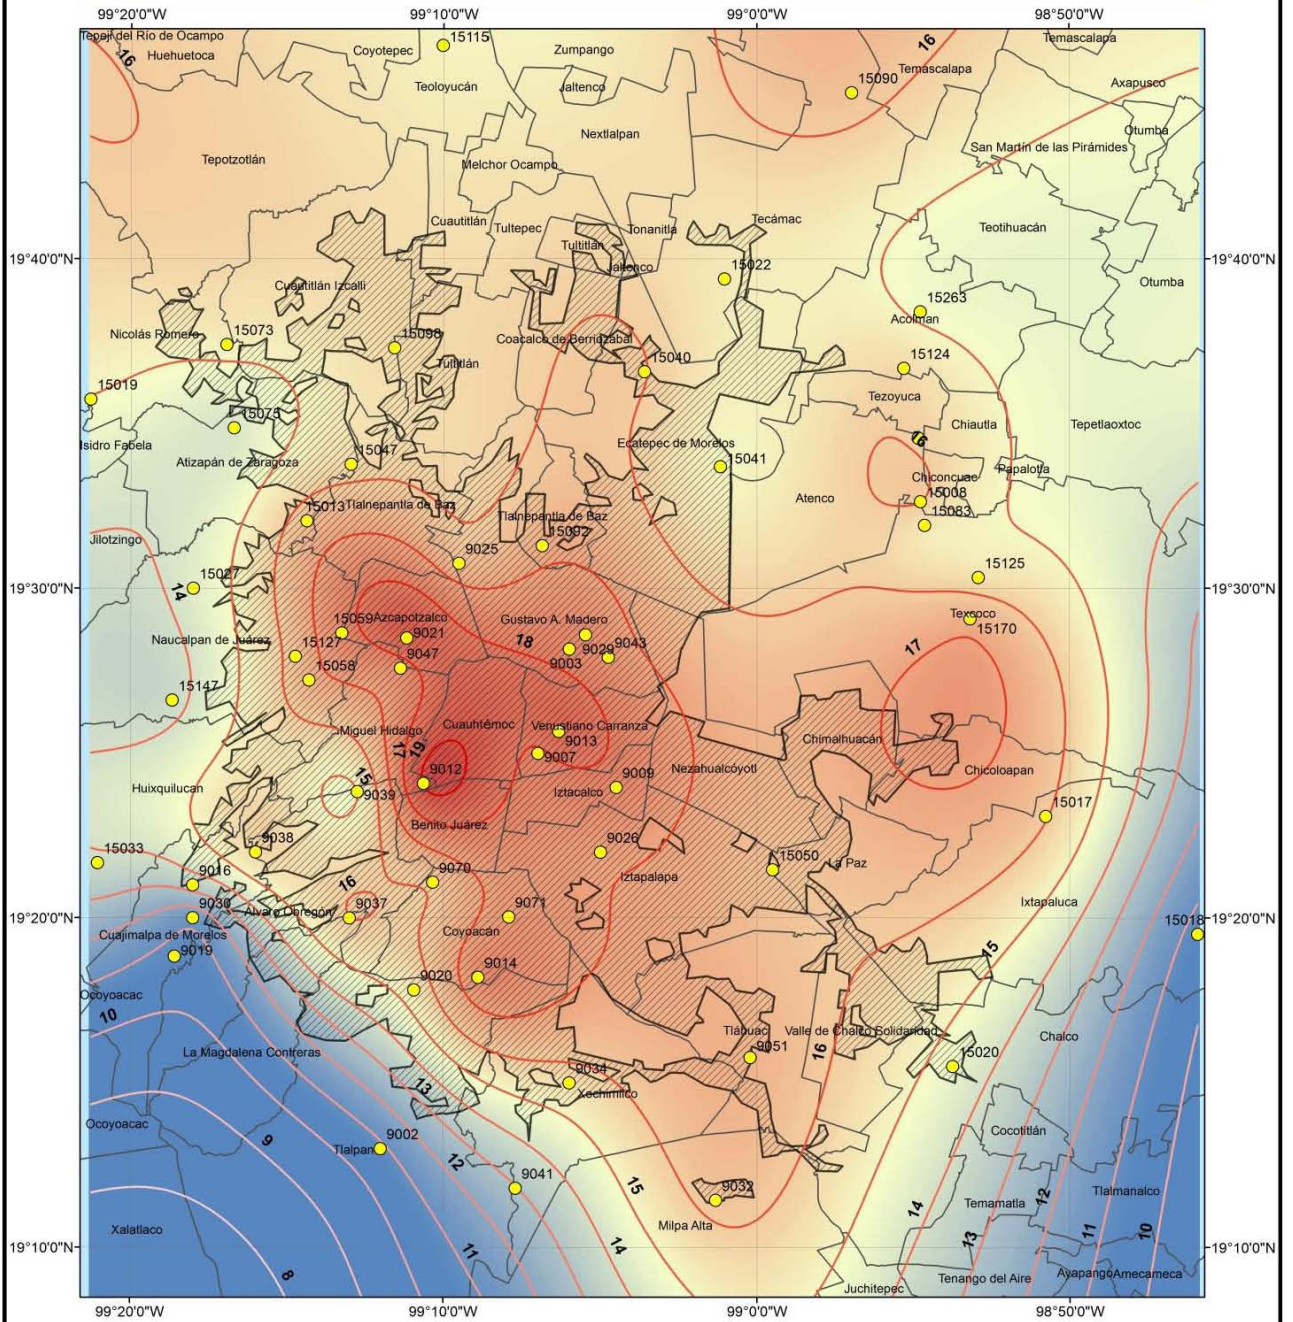 99°20'0"W 99°10'0"W 99°0'0"W 98°50'0"W
Tepeji del Río de Ocampo
Huehuetoca
16
Coyotepec
15115
Zumpango
16
Temascalapa
Temascalapa
Teoloyucán
Jaltenco
15090
Axapusco
Nextlalpan
Otumba
Tepotzotlán
Melchor Ocampo
San Martín de las Pirámides
Cuautitlán
Tultepec
Tultitlán
Tonanitla
Tecámac
Teotihuacán
19°40'0"N
Jaltenco
15022
19°40'0"N
Cuautitlán Izcalli
Otumba
15263
Acolman
Nicolás Romero
15073
15098
Coacalco de Berriozábal
Tultitlán
15040
15124
15019
Tezoyuca
15075
Chiautla
Tepetlaoxtoc
Isidro Fabela
Atizapán de Zaragoza
15047
Ecatepec de Morelos
15041
16
Chiconcuac
Papalotla
15008
Atenco
15083
15013
Tlalnepantla de Baz
Tlalnepantla de Baz
15092
Jilotzingo
9025
15125
15027
14
19°30'0"N
19°30'0"N
Texcoco
15170
15059
Azcapotzalco
9021
Gustavo A. Madero
18
9043
9029
9003
17
Naucalpan de Juárez
15127
15058
9047
15147
Miguel Hidalgo
Cuauhtémoc
Venustiano Carranza
9013
Chimalhuacán
17
19
9007
9012
15
9039
Nezahualcóyotl
9009
Iztacalco
Chicoloapan
Huixquilucan
15017
Benito Juárez
9038
9026
15033
9016
9070
Iztapalapa
15050
La Paz
16
9030
Alvaro Obregón
9037
9071
Ixtapaluca
15018
19°20'0"N
19°20'0"N
Cuajimalpa de Morelos
9019
Coyoacán
15
9020
9014
Ocoyoacac
10
Tláhuac
Valle de Chalco Solidaridad
Chalco
La Magdalena Contreras
9051
16
15020
13
9034
Xochimilco
Ocoyoacac
9
9002
Tlalpan
Cocotitlán
12
9041
15
9032
Temamatla
12
Tlalmanalco
Xalatlaco
Milpa Alta
14
11
10
19°10'0"N
11
14
13
19°10'0"N
8
Juchitepec
Tenango del Aire
Ayapango
Amecameca
99°20'0"W 99°10'0"W 99°0'0"W 98°50'0"W